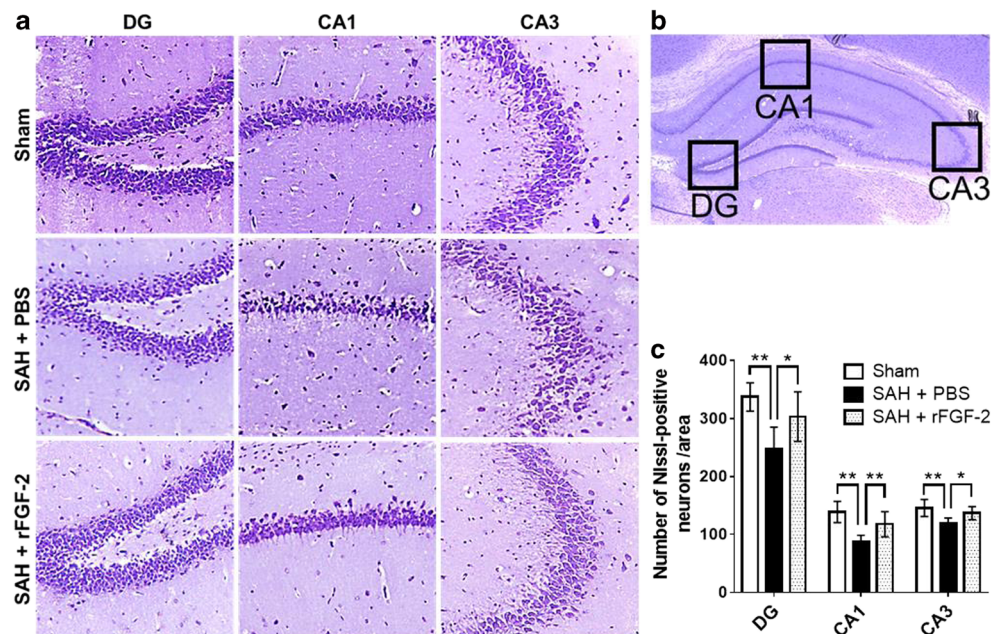 a
DG CA1 CA3
Sham
SAH + PBS
SAH + rFGF-2
b
CA1
DG
CA3
c
Number of Nissl-positive
neurons /area
400
300
200
100
0
** *
** **
** *
Sham
SAH + PBS
SAH + rFGF-2
DG CA1 CA3